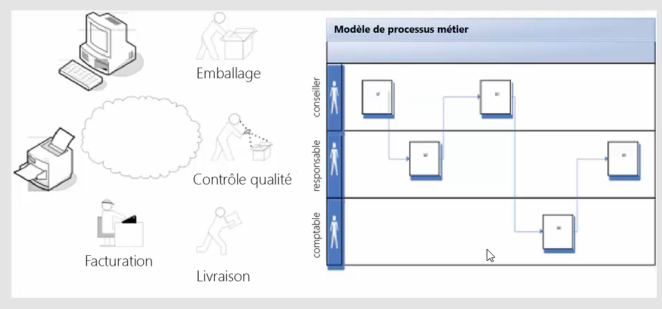 Emballage
Contrôle qualité
Facturation
Livraison
Modèle de processus métier
conseiller
responsable
comptable